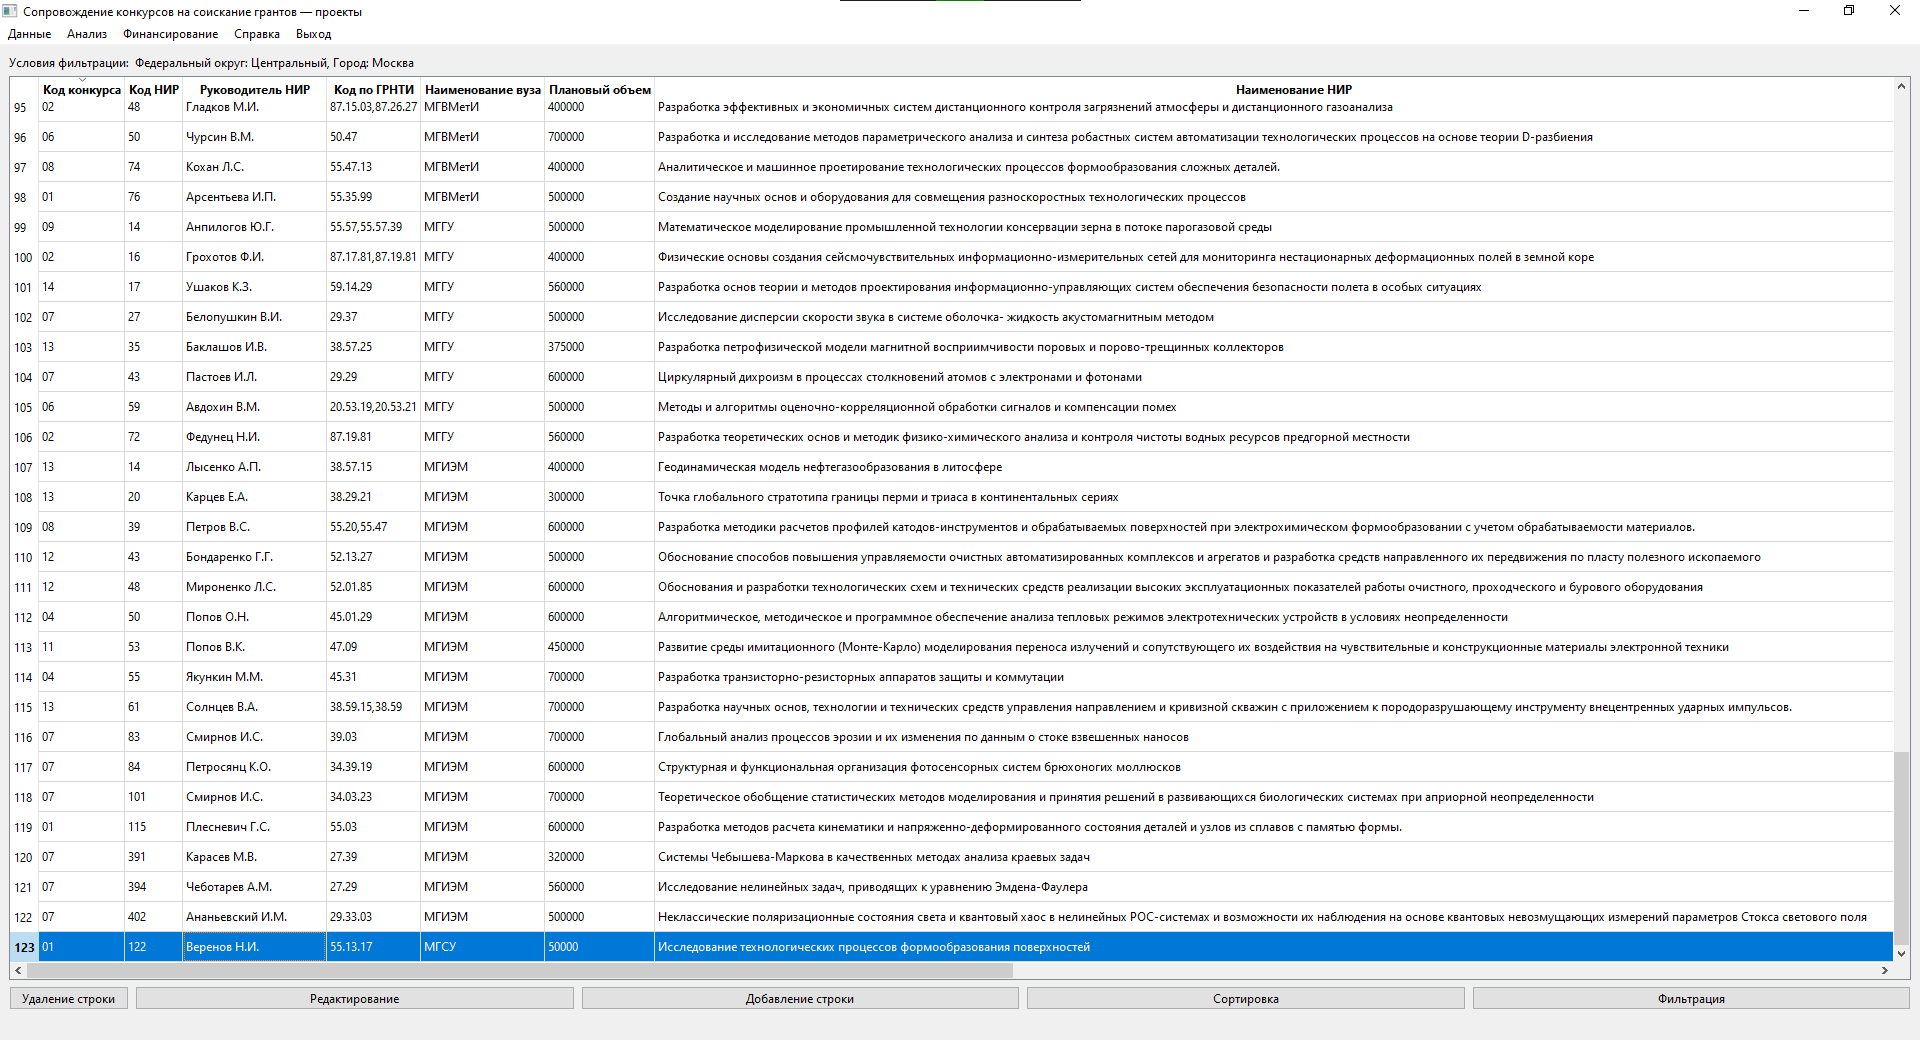 Сопровождение конкурсов на соискание грантов — проекты
Данные Анализ Финансирование Справка Выход
Условия фильтрации: Федеральный округ: Центральный, Город: Москва
Код конкурса Код НИР Руководитель НИР Код по ГРНТИ Наименование вуза Плановый объем Наименование НИР
95 02 48 Гладков М.И. 87.15.03,87.26.27 МГВМетИ 400000 Разработка эффективных и экономичных систем дистанционного контроля загрязнений атмосферы и дистанционного газоанализа
96 06 50 Чурсин В.М. 50.47 МГВМетИ 700000 Разработка и исследование методов параметрического анализа и синтеза робастных систем автоматизации технологических процессов на основе теории D-разбиения
97 08 74 Кохан Л.С. 55.47.13 МГВМетИ 400000 Аналитическое и машинное проетирование технологических процессов формообразования сложных деталей.
98 01 76 Арсентьева И.П. 55.35.99 МГВМетИ 500000 Создание научных основ и оборудования для совмещения разноскоростных технологических процессов
99 09 14 Анпилогов Ю.Г. 55.57,55.57.39 МГГУ 500000 Математическое моделирование промышленной технологии консервации зерна в потоке парогазовой среды
100 02 16 Грохотов Ф.И. 87.17.81,87.19.81 МГГУ 400000 Физические основы создания сейсмочувствительных информационно-измерительных сетей для мониторинга нестационарных деформационных полей в земной коре
101 14 17 Ушаков К.З. 59.14.29 МГГУ 560000 Разработка основ теории и методов проектирования информационно-управляющих систем обеспечения безопасности полета в особых ситуациях
102 07 27 Белопушкин В.И. 29.37 МГГУ 500000 Исследование дисперсии скорости звука в системе оболочка- жидкость акустомагнитным методом
103 13 35 Баклашов И.В. 38.57.25 МГГУ 375000 Разработка петрофизической модели магнитной восприимчивости поровых и порово-трещинных коллекторов
104 07 43 Пастоев И.Л. 29.29 МГГУ 600000 Циркулярный дихроизм в процессах столкновений атомов с электронами и фотонами
105 06 59 Авдохин В.М. 20.53.19,20.53.21 МГГУ 500000 Методы и алгоритмы оценочно-корреляционной обработки сигналов и компенсации помех
106 02 72 Федунец Н.И. 87.19.81 МГГУ 560000 Разработка теоретических основ и методик физико-химического анализа и контроля чистоты водных ресурсов предгорной местности
107 13 14 Лысенко А.П. 38.57.15 МГИЭМ 400000 Геодинамическая модель нефтегазообразования в литосфере
108 13 20 Карцев Е.А. 38.29.21 МГИЭМ 300000 Точка глобального стратотипа границы перми и триаса в континентальных сериях
109 08 39 Петров В.С. 55.20,55.47 МГИЭМ 600000 Разработка методики расчетов профилей катодов-инструментов и обрабатываемых поверхностей при электрохимическом формообразовании с учетом обрабатываемости материалов.
110 12 43 Бондаренко Г.Г. 52.13.27 МГИЭМ 500000 Обоснование способов повышения управляемости очистных автоматизированных комплексов и агрегатов и разработка средств направленного их передвижения по пласту полезного ископаемого
111 12 48 Мироненко Л.С. 52.01.85 МГИЭМ 600000 Обоснования и разработки технологических схем и технических средств реализации высоких эксплуатационных показателей работы очистного, проходческого и бурового оборудования
112 04 50 Попов О.Н. 45.01.29 МГИЭМ 600000 Алгоритмическое, методическое и программное обеспечение анализа тепловых режимов электротехнических устройств в условиях неопределенности
113 11 53 Попов В.К. 47.09 МГИЭМ 450000 Развитие среды имитационного (Монте-Карло) моделирования переноса излучений и сопутствующего их воздействия на чувствительные и конструкционные материалы электронной техники
114 04 55 Якункин М.М. 45.31 МГИЭМ 700000 Разработка транзисторно-резисторных аппаратов защиты и коммутации
115 13 61 Солнцев В.А. 38.59.15,38.59 МГИЭМ 700000 Разработка научных основ, технологии и технических средств управления направлением и кривизной скважин с приложением к породоразрушающему инструменту внецентренных ударных импульсов.
116 07 83 Смирнов И.С. 39.03 МГИЭМ 700000 Глобальный анализ процессов эрозии и их изменения по данным о стоке взвешенных наносов
117 07 84 Петросянц К.О. 34.39.19 МГИЭМ 600000 Структурная и функциональная организация фотосенсорных систем брюхоногих моллюсков
118 07 101 Смирнов И.С. 34.03.23 МГИЭМ 700000 Теоретическое обобщение статистических методов моделирования и принятия решений в развивающихся биологических системах при априорной неопределенности
119 01 115 Плесневич Г.С. 55.03 МГИЭМ 600000 Разработка методов расчета кинематики и напряженно-деформированного состояния деталей и узлов из сплавов с памятью формы.
120 07 391 Карасев М.В. 27.39 МГИЭМ 320000 Системы Чебышева-Маркова в качественных методах анализа краевых задач
121 07 394 Чеботарев А.М. 27.29 МГИЭМ 560000 Исследование нелинейных задач, приводящих к уравнению Эмдена-Фаулера
122 07 402 Ананьевский И.М. 29.33.03 МГИЭМ 500000 Неклассические поляризационные состояния света и квантовый хаос в нелинейных РОС-системах и возможности их наблюдения на основе квантовых невозмущающих измерений параметров Стокса светового поля
123 01 122 Веренов Н.И. 55.13.17 МГСУ 50000 Исследование технологических процессов формообразования поверхностей
Удаление строки Редактирование Добавление строки Сортировка Фильтрация